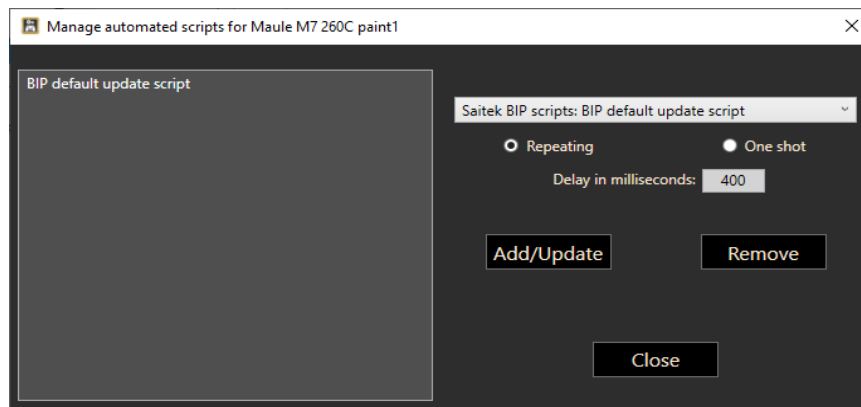 Manage automated scripts for Maule M7 260C paint1
BIP default update script
Saitek BIP scripts: BIP default update script
Repeating
One shot
Delay in milliseconds: 400
Add/Update
Remove
Close